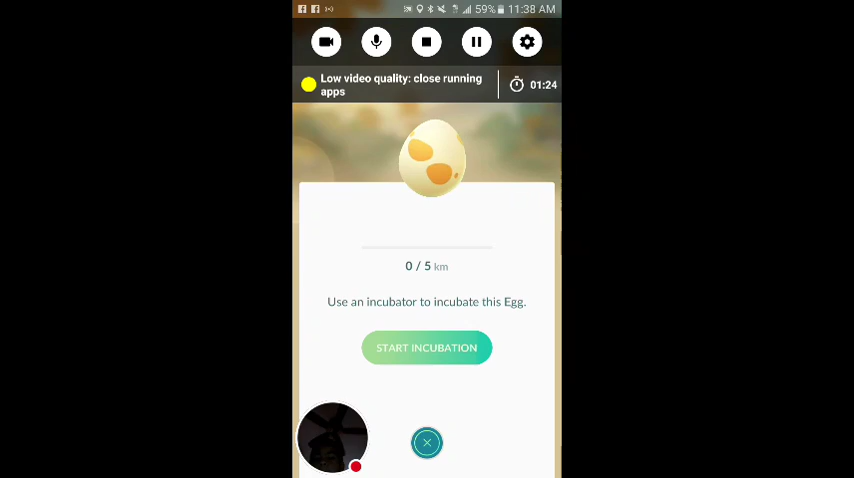 59% 11:38 AM
Low video quality: close running
apps
01:24
0 / 5 km
Use an incubator to incubate this Egg.
START INCUBATION